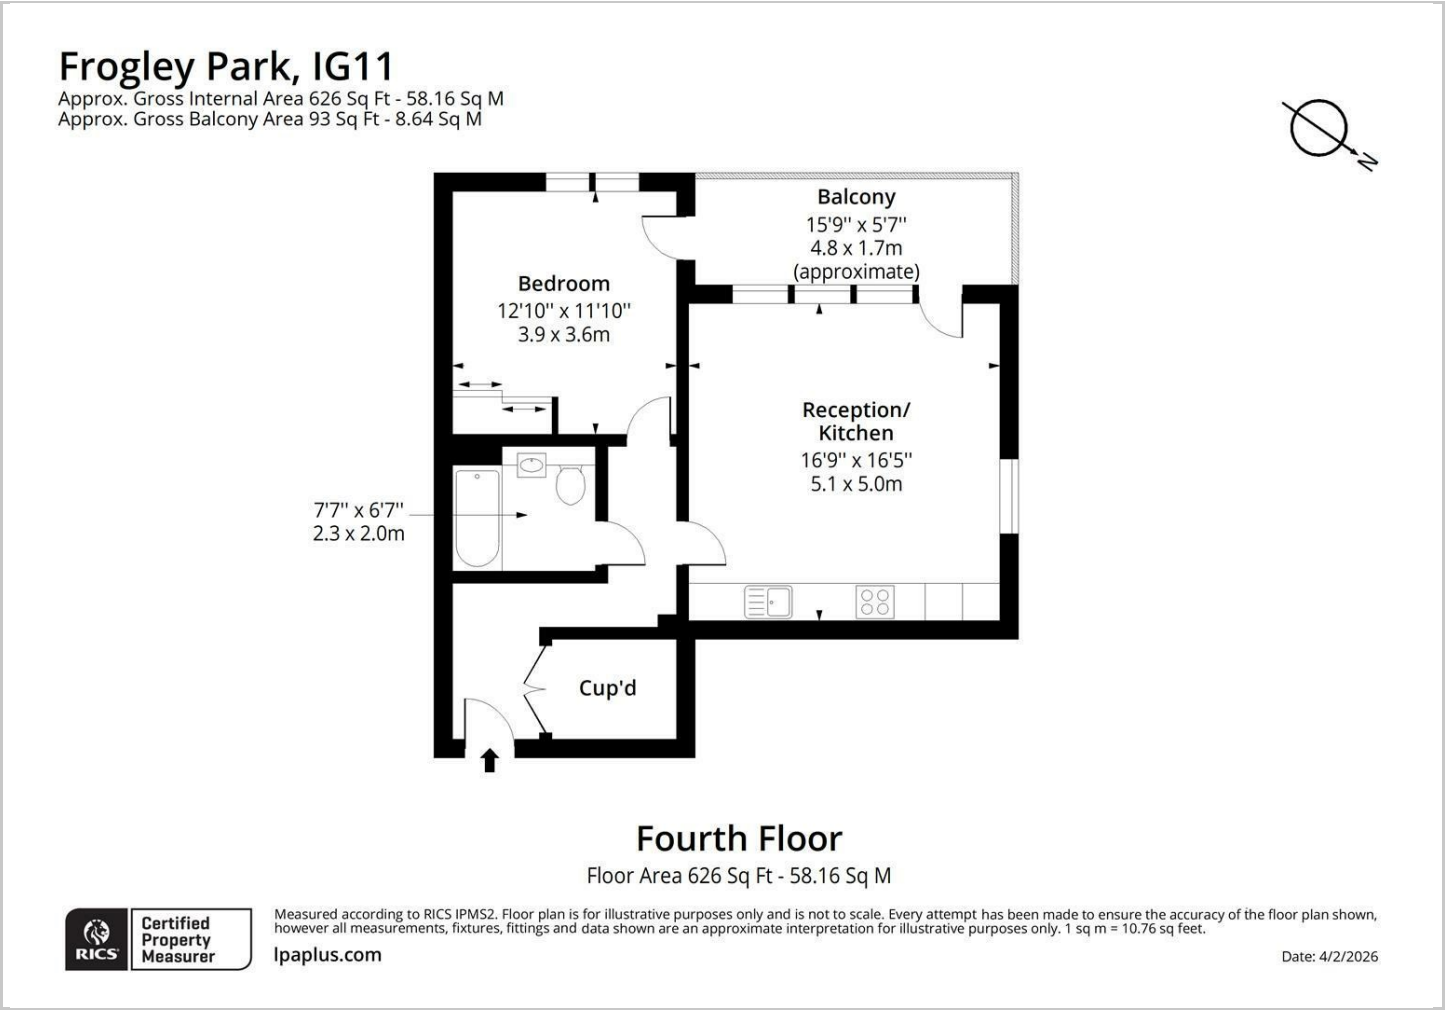 Frogley Park, IG11
Approx. Gross Internal Area 626 Sq Ft - 58.16 Sq M
Approx. Gross Balcony Area 93 Sq Ft - 8.64 Sq M
N
Balcony
15'9'' x 5'7''
4.8 x 1.7m
(approximate)
Bedroom
12'10'' x 11'10''
3.9 x 3.6m
Reception/
Kitchen
16'9'' x 16'5''
5.1 x 5.0m
7'7'' x 6'7''
2.3 x 2.0m
Cup'd
Fourth Floor
Floor Area 626 Sq Ft - 58.16 Sq M
RICS
Certified
Property
Measurer
Measured according to RICS IPMS2. Floor plan is for illustrative purposes only and is not to scale. Every attempt has been made to ensure the accuracy of the floor plan shown,
however all measurements, fixtures, fittings and data shown are an approximate interpretation for illustrative purposes only. 1 sq m = 10.76 sq feet.
lpaplus.com
Date: 4/2/2026